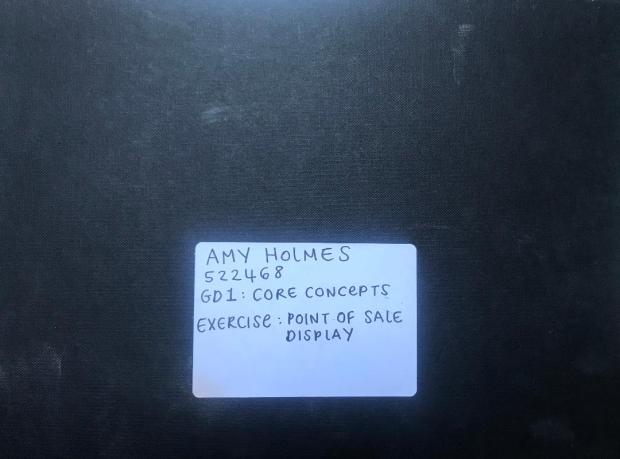 AMY HOLMES
522468
GD1: CORE CONCEPTS
EXERCISE: POINT OF SALE
DISPLAY